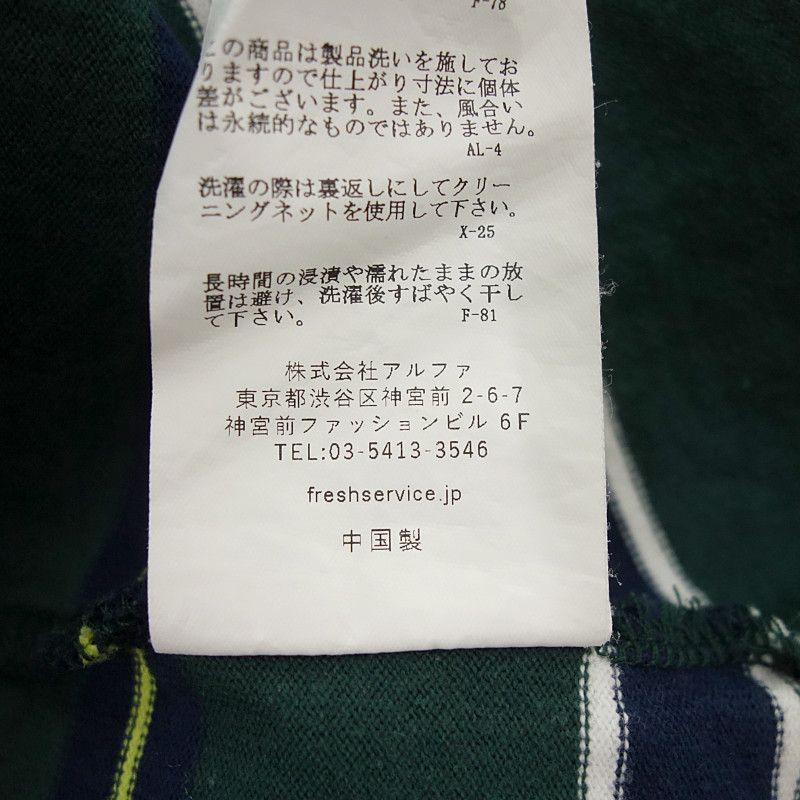 F-78
この商品は製品洗いを施してお
りますので仕上がり寸法に個体
差がございます。また、風合い
は永続的なものではありません。
AL-4
洗濯の際は裏返しにしてクリー
ニングネットを使用して下さい。
X-25
長時間の浸漬や濡れたままの放
置は避け、洗濯後すばやく干し
て下さい。 F-81
株式会社アルファ
東京都渋谷区神宮前 2-6-7
神宮前ファッションビル 6F
TEL:03-5413-3546
freshservice.jp
中国製